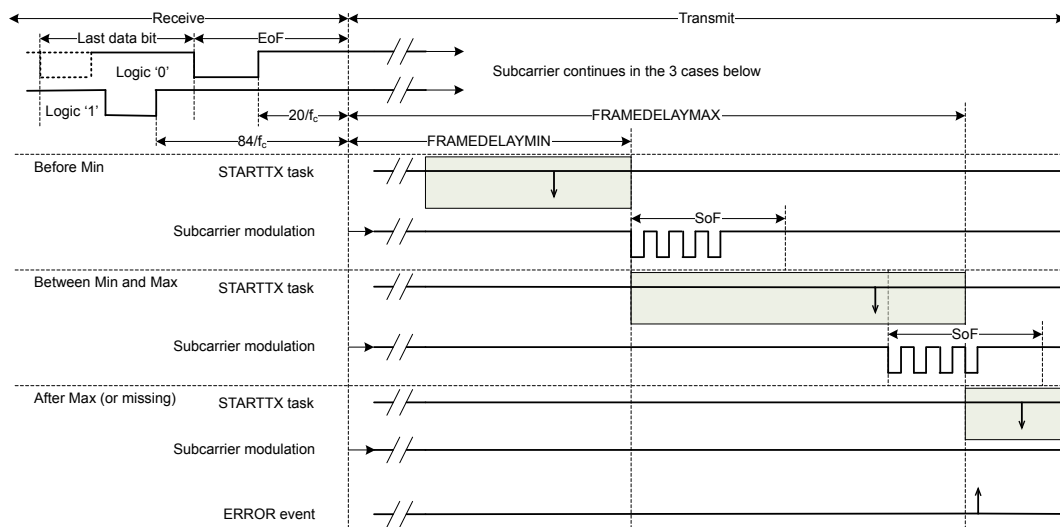 Receive
Transmit
Last data bit
EoF
Logic ‘0’
Subcarrier continues in the 3 cases below
Logic ‘1’
20/fc
FRAMEDELAYMAX
84/fc
FRAMEDELAYMIN
Before Min
STARTTX task
SoF
Subcarrier modulation
Between Min and Max
STARTTX task
SoF
Subcarrier modulation
After Max (or missing)
STARTTX task
Subcarrier modulation
ERROR event